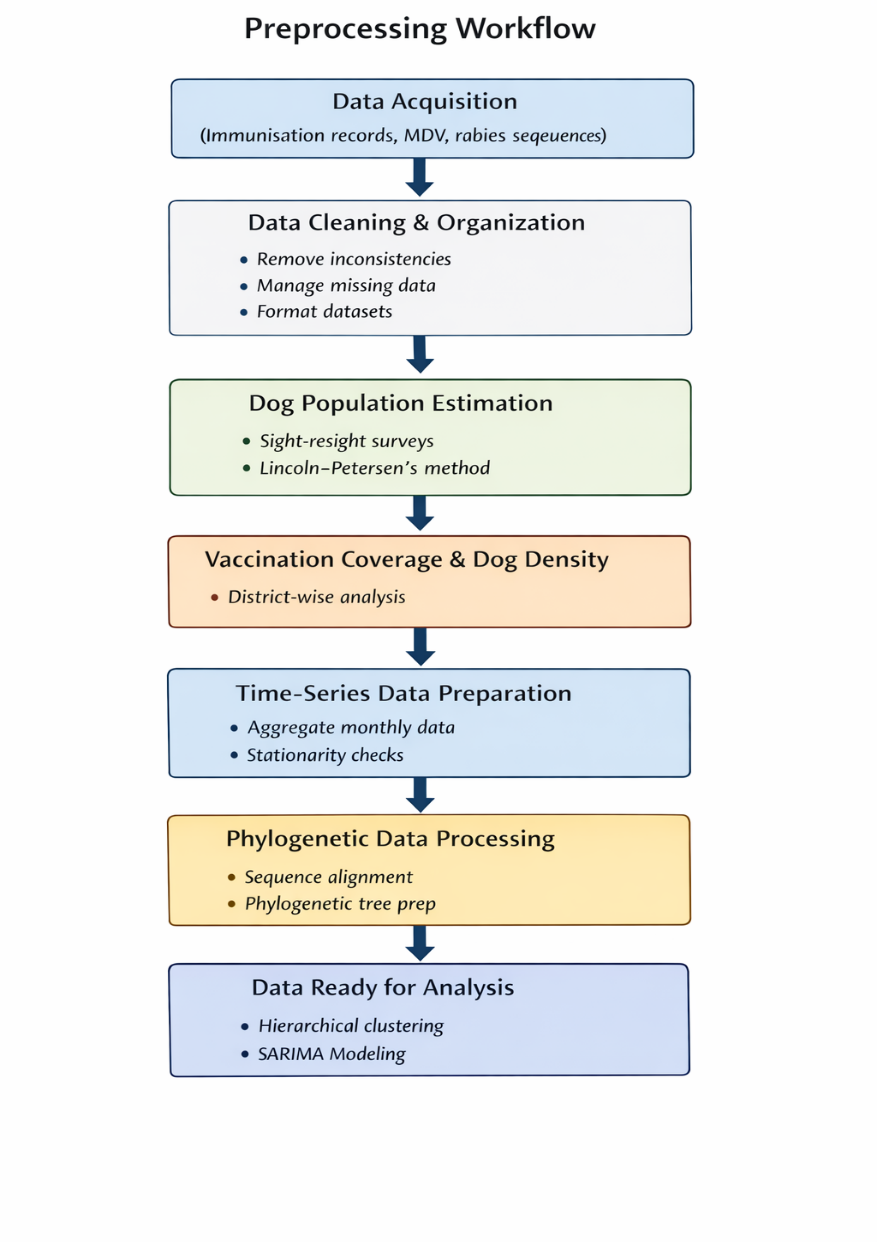 Preprocessing Workflow
Data Acquisition
(Immunisation records, MDV, rabies seqeuences)
Data Cleaning & Organization
• Remove inconsistencies
• Manage missing data
• Format datasets
Dog Population Estimation
• Sight-resight surveys
• Lincoln–Petersen’s method
Vaccination Coverage & Dog Density
• District-wise analysis
Time-Series Data Preparation
• Aggregate monthly data
• Stationarity checks
Phylogenetic Data Processing
• Sequence alignment
• Phylogenetic tree prep
Data Ready for Analysis
• Hierarchical clustering
• SARIMA Modeling